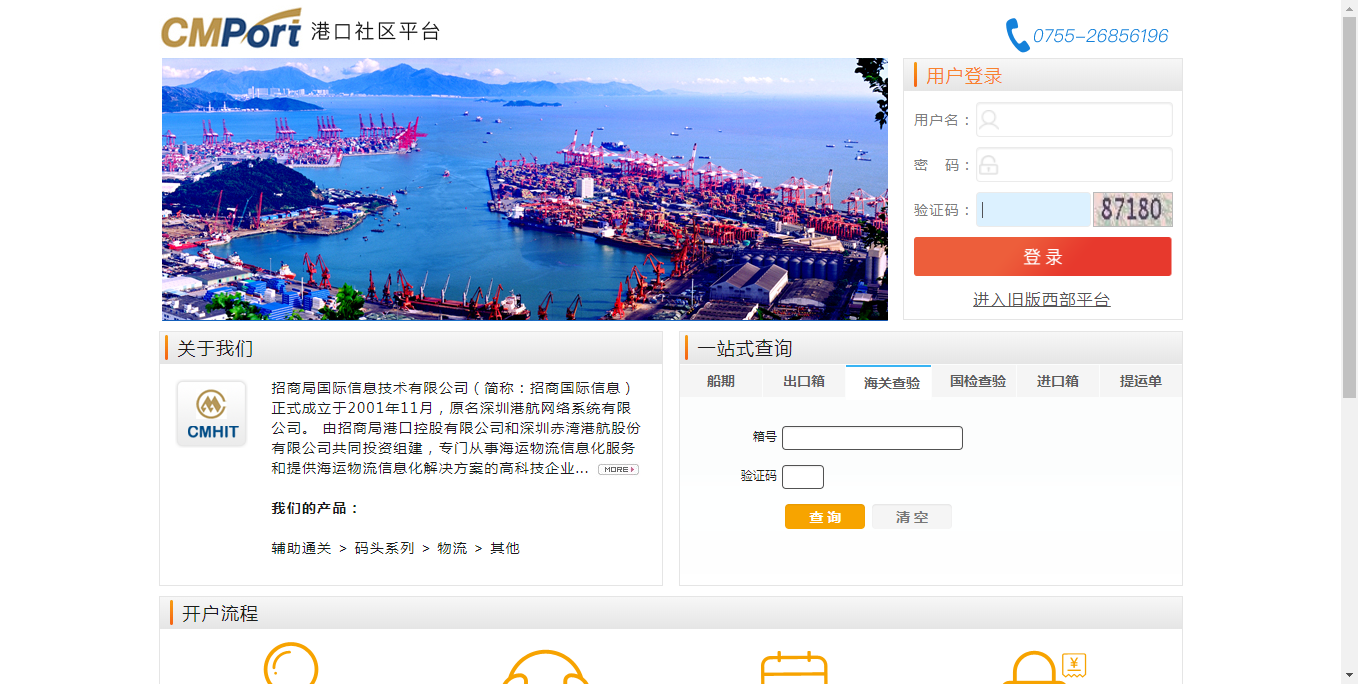 CMPort 港口社区平台
0755-26856196
用户登录
用户名：
密 码：
验证码：
87180
登 录
进入旧版西部平台
关于我们
CMHIT
招商局国际信息技术有限公司（简称：招商国际信息）
正式成立于2001年11月，原名深圳港航网络系统有限
公司。 由招商局港口控股有限公司和深圳赤湾港航股份
有限公司共同投资组建，专门从事海运物流信息化服务
和提供海运物流信息化解决方案的高科技企业... MORE
我们的产品：
辅助通关 > 码头系列 > 物流 > 其他
一站式查询
船期 出口箱 海关查验 国检查验 进口箱 提运单
箱号
验证码
查 询 清 空
开户流程
¥